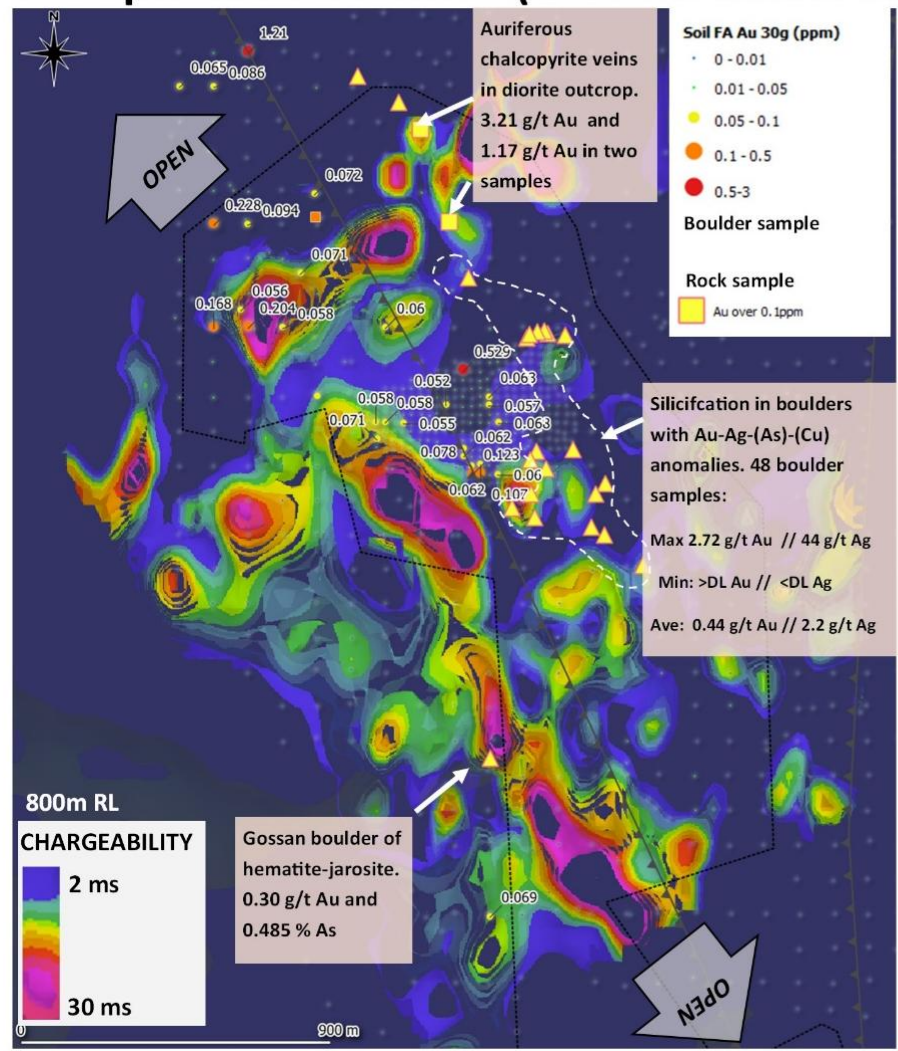 N
1.21
0.065
0.086
OPEN
Auriferous
chalcopyrite veins
in diorite outcrop.
3.21 g/t Au and
1.17 g/t Au in two
samples
Soil FA Au 30g (ppm)
0 - 0.01
0.01 - 0.05
0.05 - 0.1
0.1 - 0.5
0.5-3
Boulder sample
Rock sample
Au over 0.1ppm
0.072
0.228
0.094
0.071
0.056
0.168
0.204
0.058
0.06
0.529
0.052
0.063
0.058
0.058
0.057
0.071
0.055
0.063
0.062
0.078
0.123
0.06
0.062
0.107
Silicifcation in boulders
with Au-Ag-(As)-(Cu)
anomalies. 48 boulder
samples:
Max 2.72 g/t Au // 44 g/t Ag
Min: >DL Au // <DL Ag
Ave: 0.44 g/t Au // 2.2 g/t Ag
800m RL
CHARGEABILITY
2 ms
30 ms
Gossan boulder of
hematite-jarosite.
0.30 g/t Au and
0.485 % As
0.069
OPEN
0
900 m